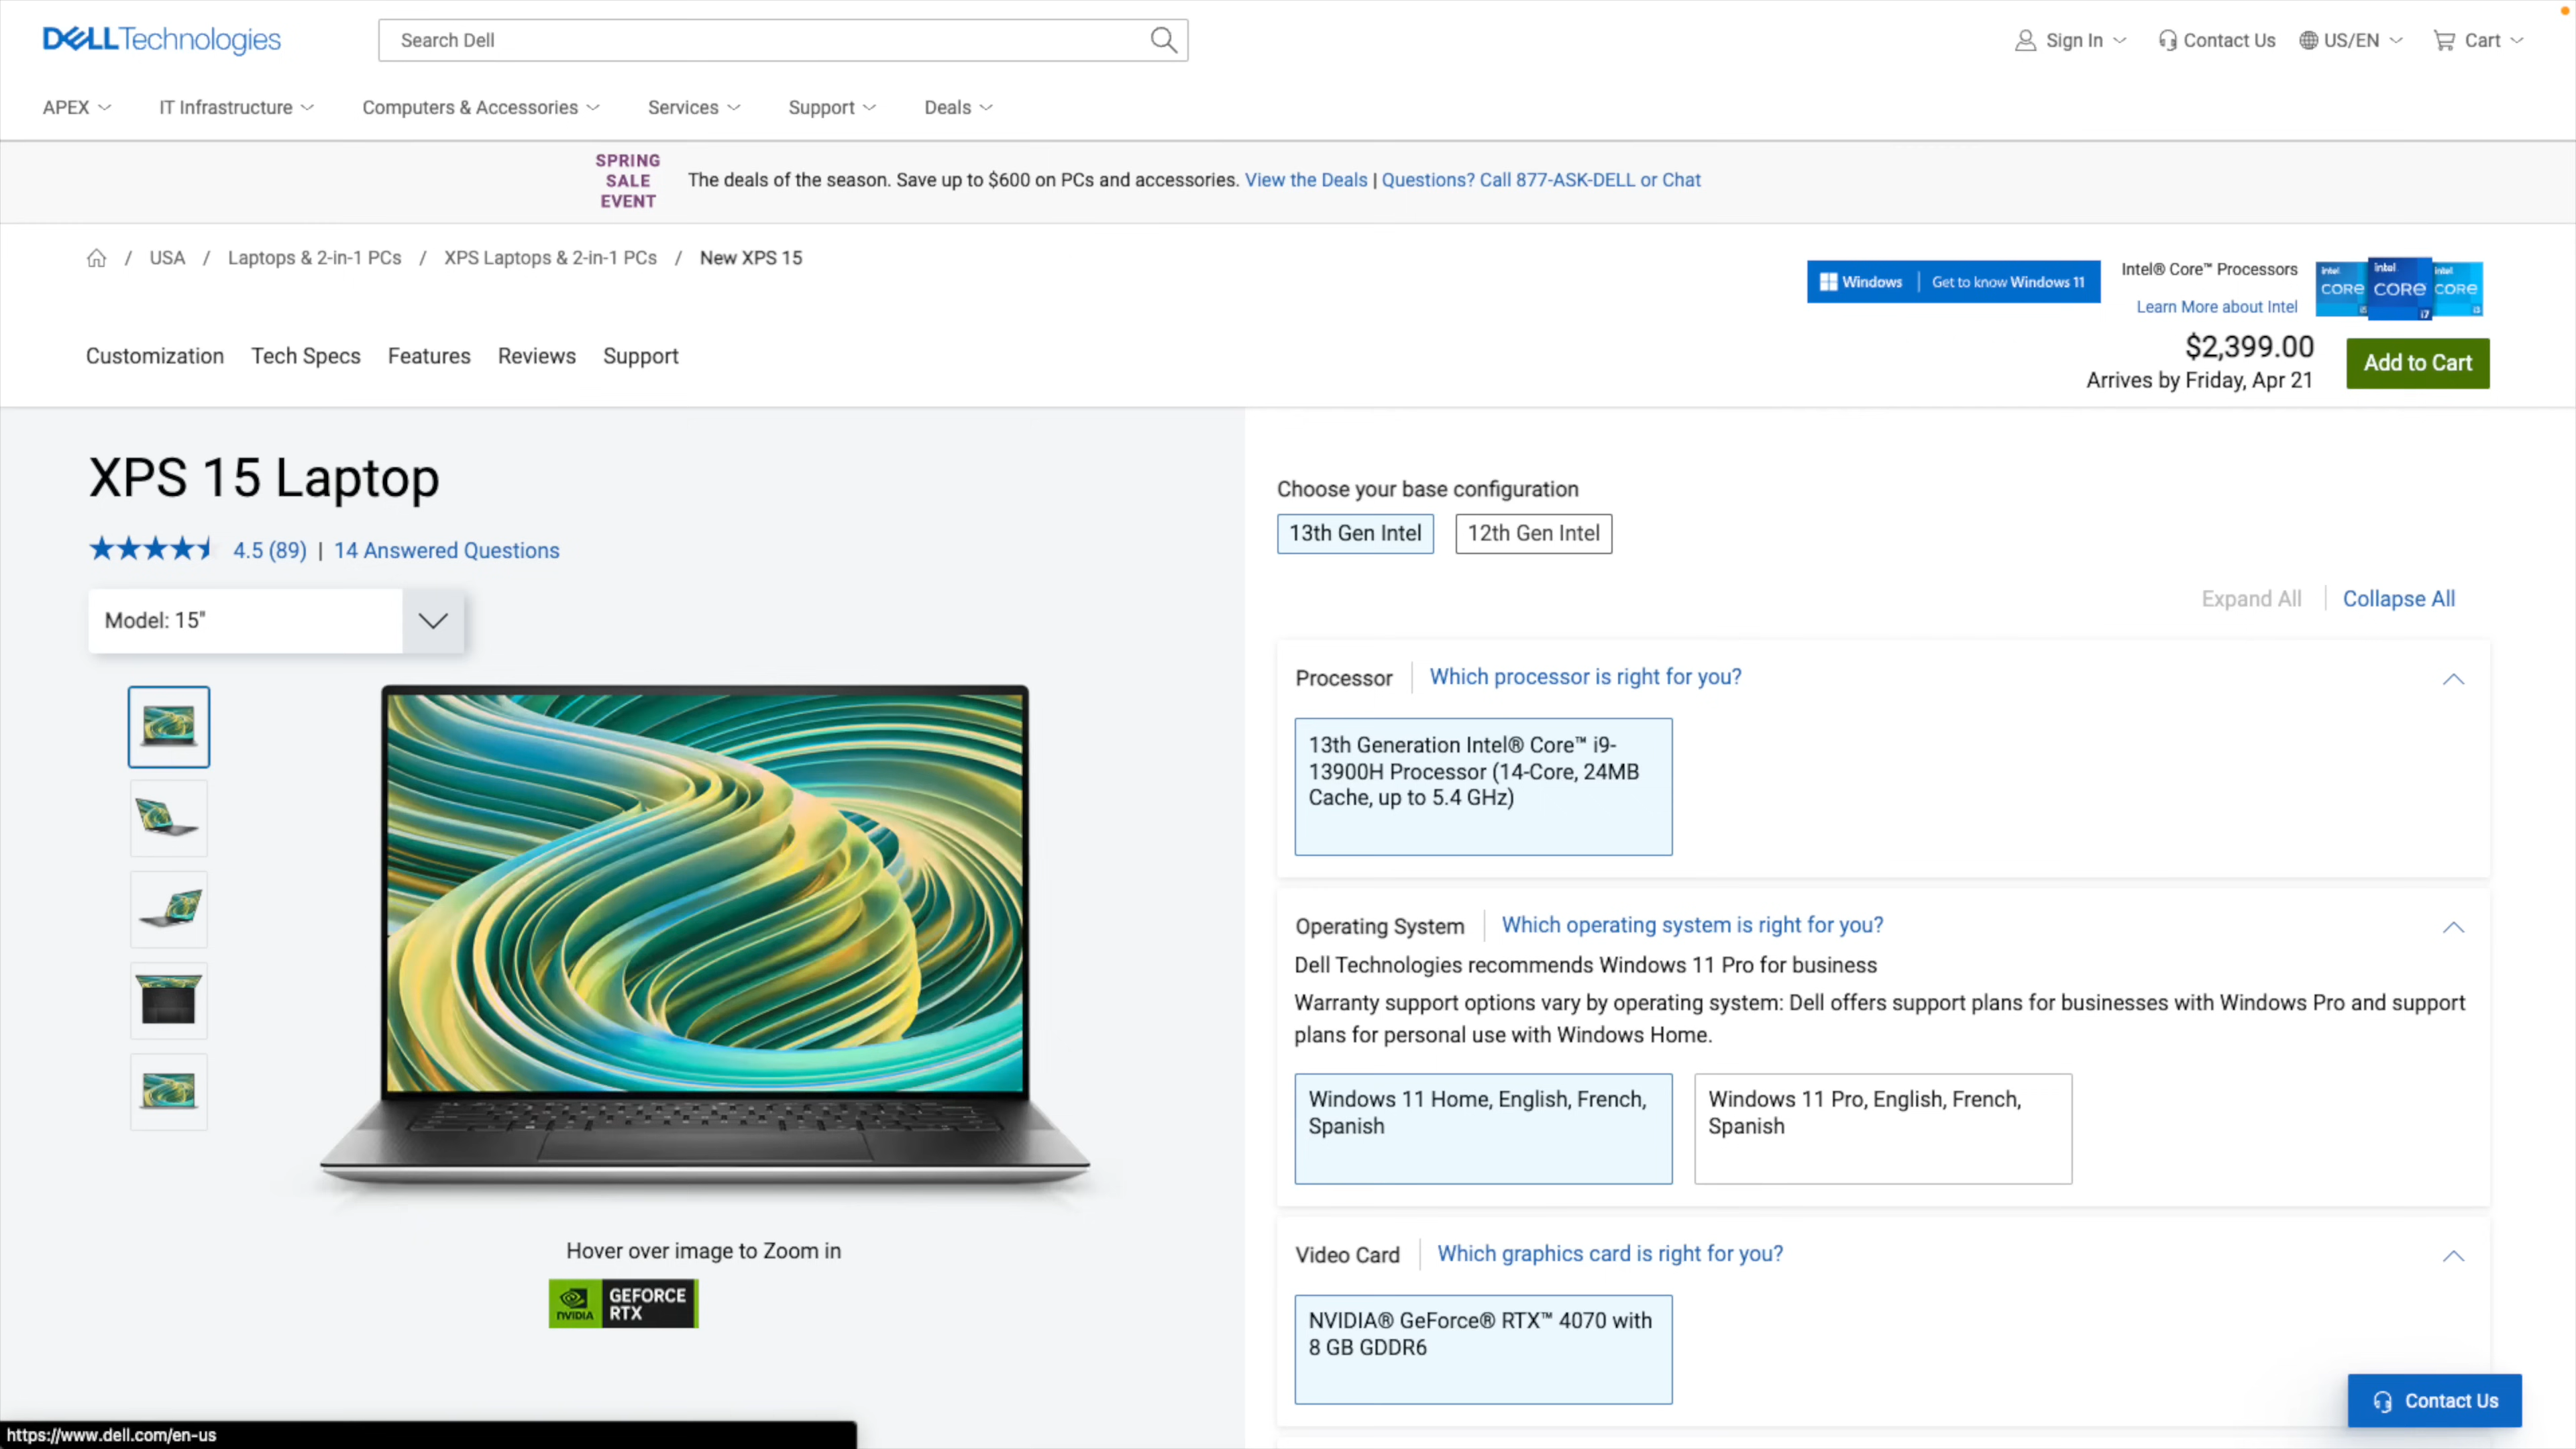 DELL Technologies
Search Dell
Sign In
Contact Us
US/EN
Cart
APEX
IT Infrastructure
Computers & Accessories
Services
Support
Deals
SPRING
SALE
EVENT
The deals of the season. Save up to $600 on PCs and accessories. View the Deals | Questions? Call 877-ASK-DELL or Chat
/ USA / Laptops & 2-in-1 PCs / XPS Laptops & 2-in-1 PCs / New XPS 15
Windows | Get to know Windows 11
Intel® Core™ Processors
Learn More about Intel
intel
CORE
intel
CORE
i7
intel
CORE
Customization
Tech Specs
Features
Reviews
Support
$2,399.00
Arrives by Friday, Apr 21
Add to Cart
XPS 15 Laptop
4.5 (89) | 14 Answered Questions
Model: 15"
Hover over image to Zoom in
NVIDIA
GEFORCE
RTX
Choose your base configuration
13th Gen Intel
12th Gen Intel
Expand All
Collapse All
Processor
Which processor is right for you?
13th Generation Intel® Core™ i9-
13900H Processor (14-Core, 24MB
Cache, up to 5.4 GHz)
Operating System
Which operating system is right for you?
Dell Technologies recommends Windows 11 Pro for business
Warranty support options vary by operating system: Dell offers support plans for businesses with Windows Pro and support
plans for personal use with Windows Home.
Windows 11 Home, English, French,
Spanish
Windows 11 Pro, English, French,
Spanish
Video Card
Which graphics card is right for you?
NVIDIA® GeForce® RTX™ 4070 with
8 GB GDDR6
Contact Us
https://www.dell.com/en-us